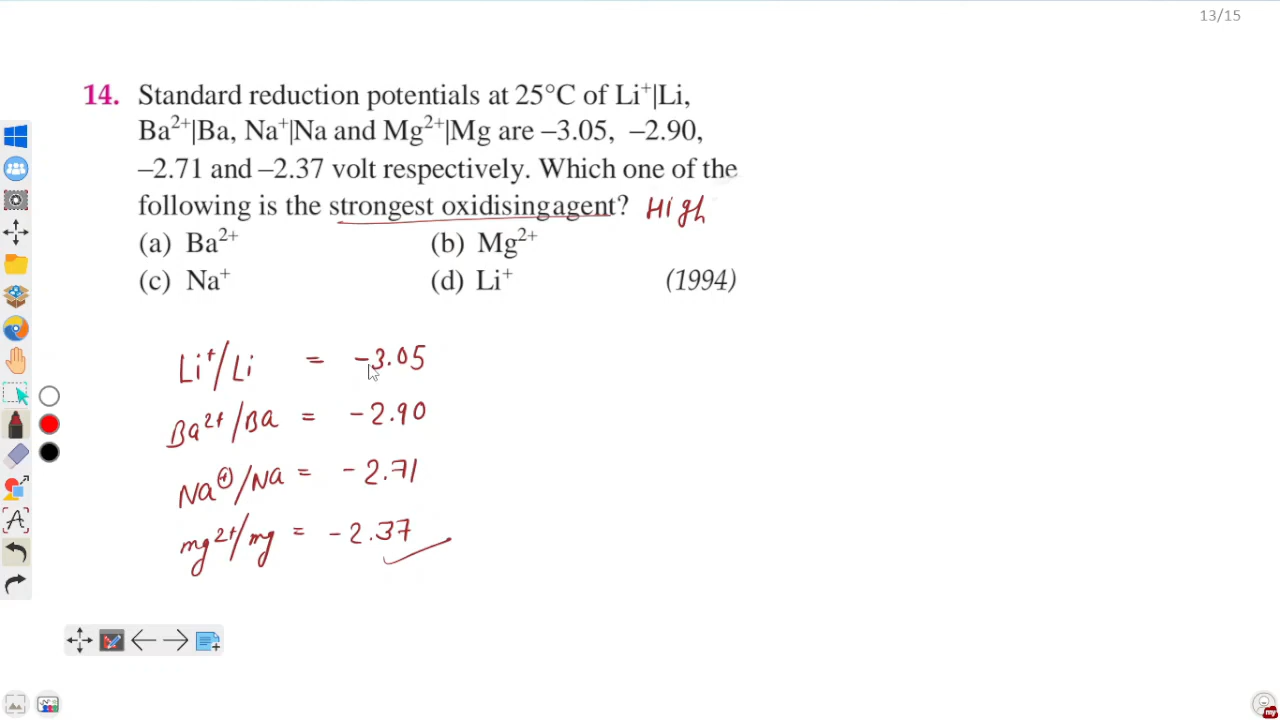 13/15
14. Standard reduction potentials at 25°C of Li⁺|Li,
Ba²⁺|Ba, Na⁺|Na and Mg²⁺|Mg are –3.05, –2.90,
–2.71 and –2.37 volt respectively. Which one of the
following is the strongest oxidising agent? High
(a) Ba²⁺ (b) Mg²⁺
(c) Na⁺ (d) Li⁺ (1994)
Li⁺/Li = -3.05
Ba²⁺/Ba = -2.90
Na⁺/Na = -2.71
mg²⁺/mg = -2.37